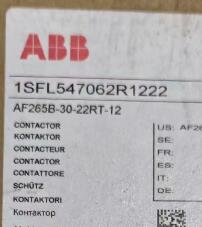 ABB
1SFL547062R1222
AF265B-30-22RT-12
CONTACTOR
KONTAKTOR
CONTACTEUR
CONTACTOR
CONTATTORE
SCHÜTZ
KONTAKTORI
Контактор
US: AF26
SE:
FR:
ES:
IT:
DE: